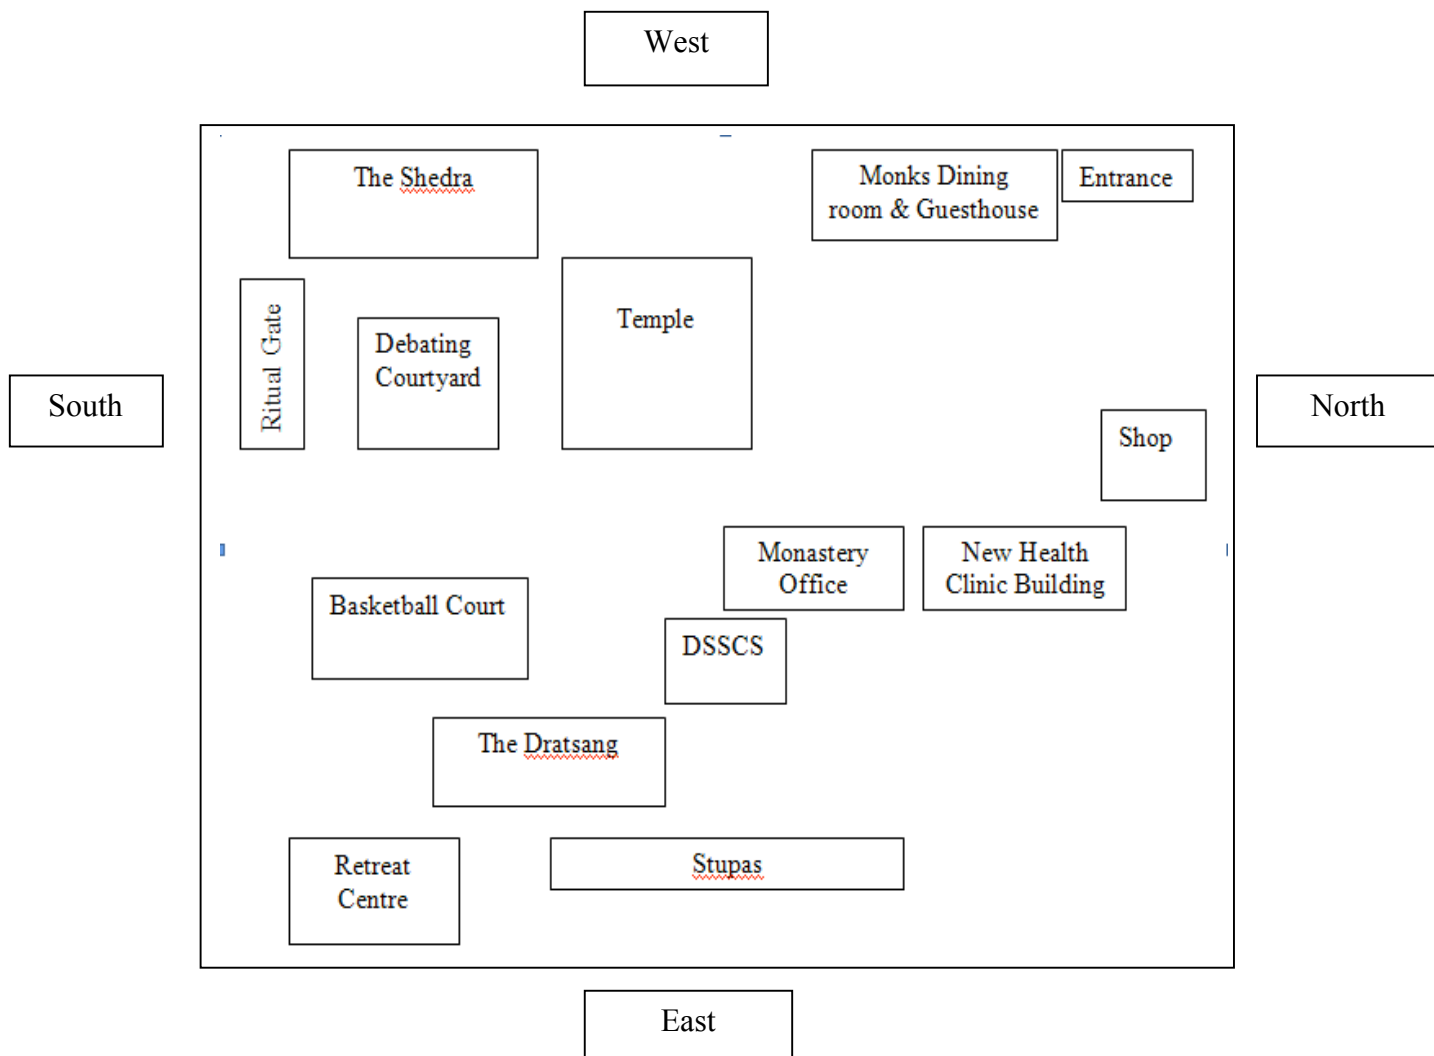 West
The Shedra
Monks Dining
room & Guesthouse
Entrance
Ritual Gate
Debating
Courtyard
Temple
South
North
Shop
Monastery
Office
New Health
Clinic Building
Basketball Court
DSSCS
The Dratsang
Retreat
Centre
Stupas
East